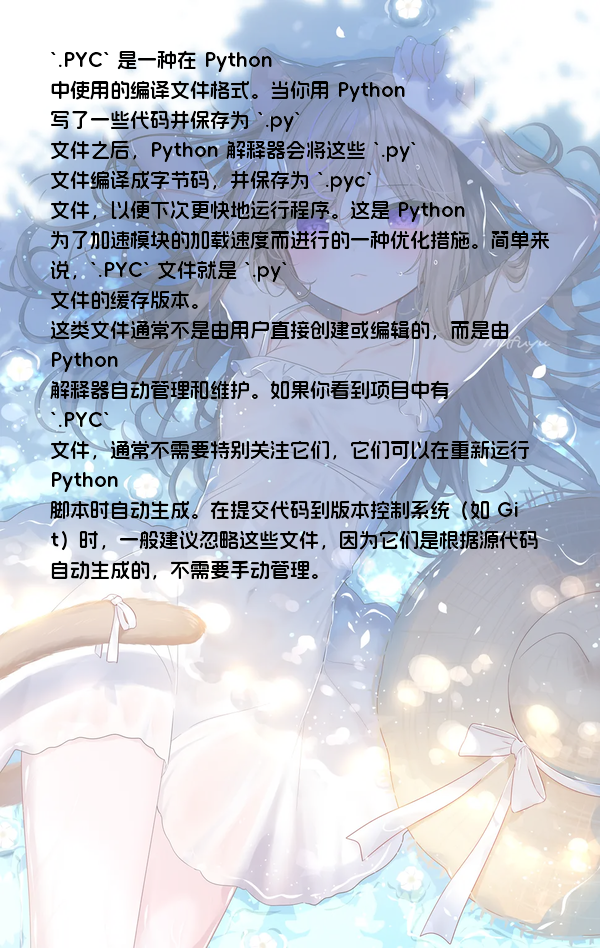 `.PYC` 是一种在 Python
中使用的编译文件格式。当你用 Python
写了一些代码并保存为 `.py`
文件之后，Python 解释器会将这些 `.py`
文件编译成字节码，并保存为 `.pyc`
文件，以便下次更快地运行程序。这是 Python
为了加速模块的加载速度而进行的一种优化措施。简单来
说，`.PYC` 文件就是 `.py`
文件的缓存版本。
这类文件通常不是由用户直接创建或编辑的，而是由
Python
解释器自动管理和维护。如果你看到项目中有
`.PYC`
文件，通常不需要特别关注它们，它们可以在重新运行
Python
脚本时自动生成。在提交代码到版本控制系统（如 Gi
t）时，一般建议忽略这些文件，因为它们是根据源代码
自动生成的，不需要手动管理。